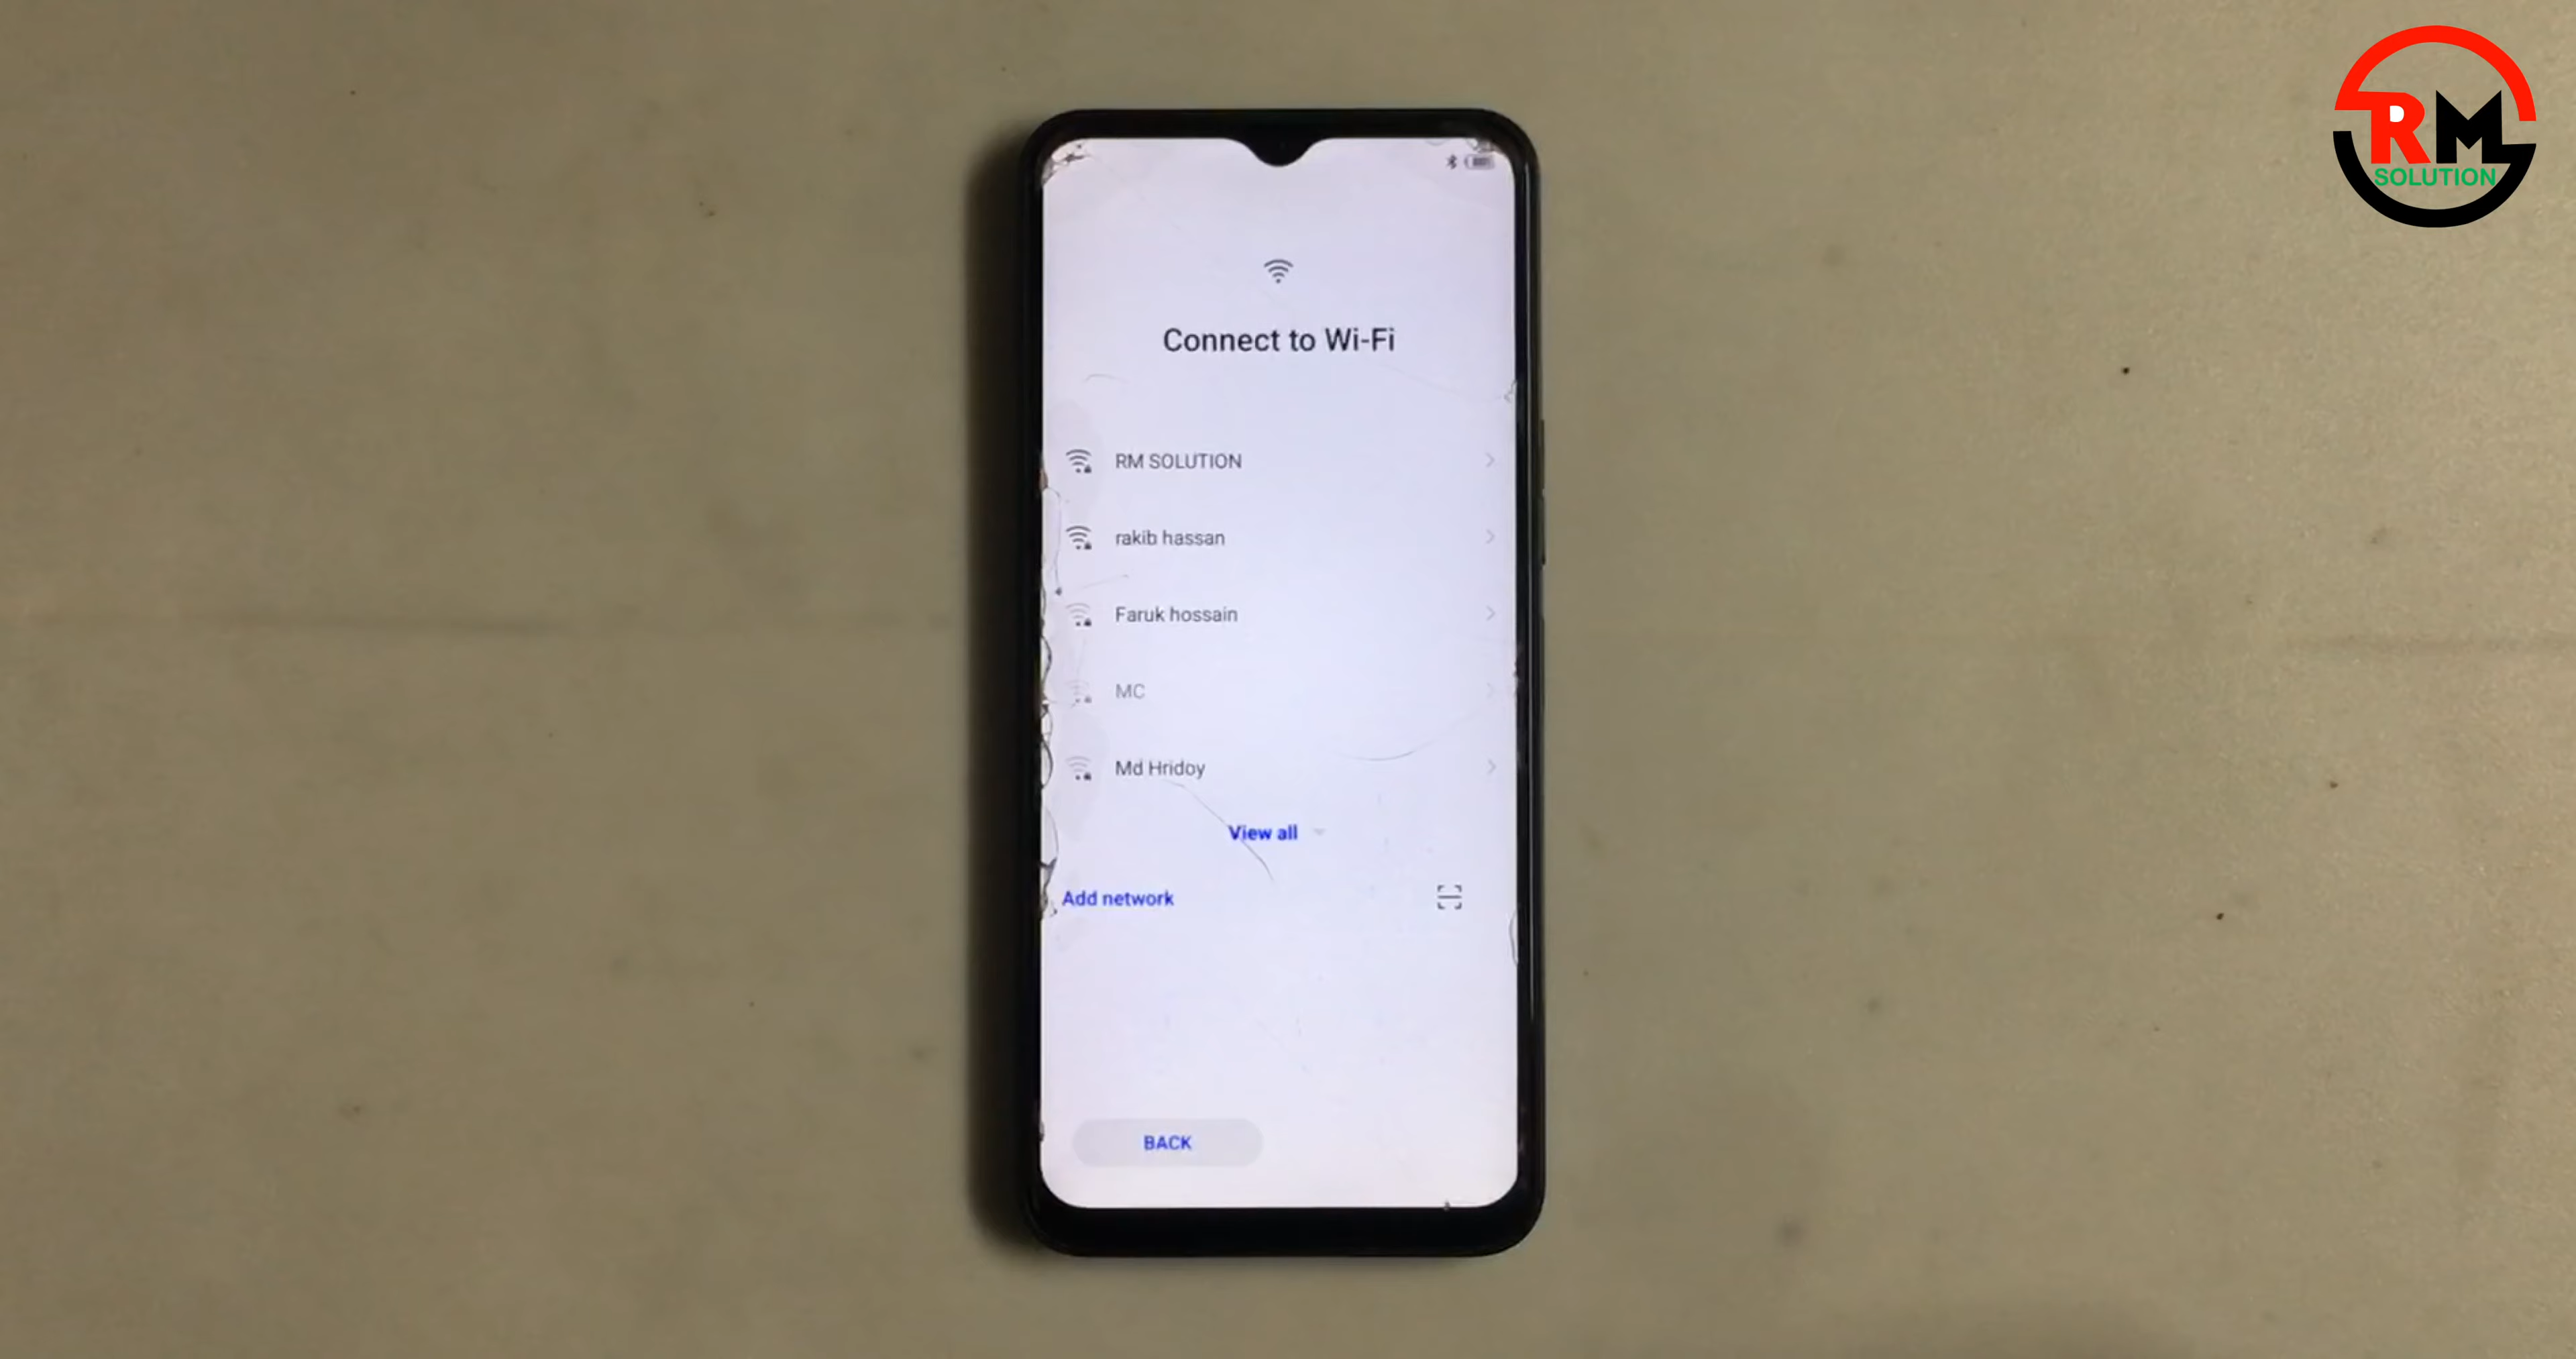 RM
SOLUTION
Connect to Wi-Fi
RM SOLUTION
rakib hassan
Faruk hossain
MC
Md Hridoy
View all
Add network
BACK